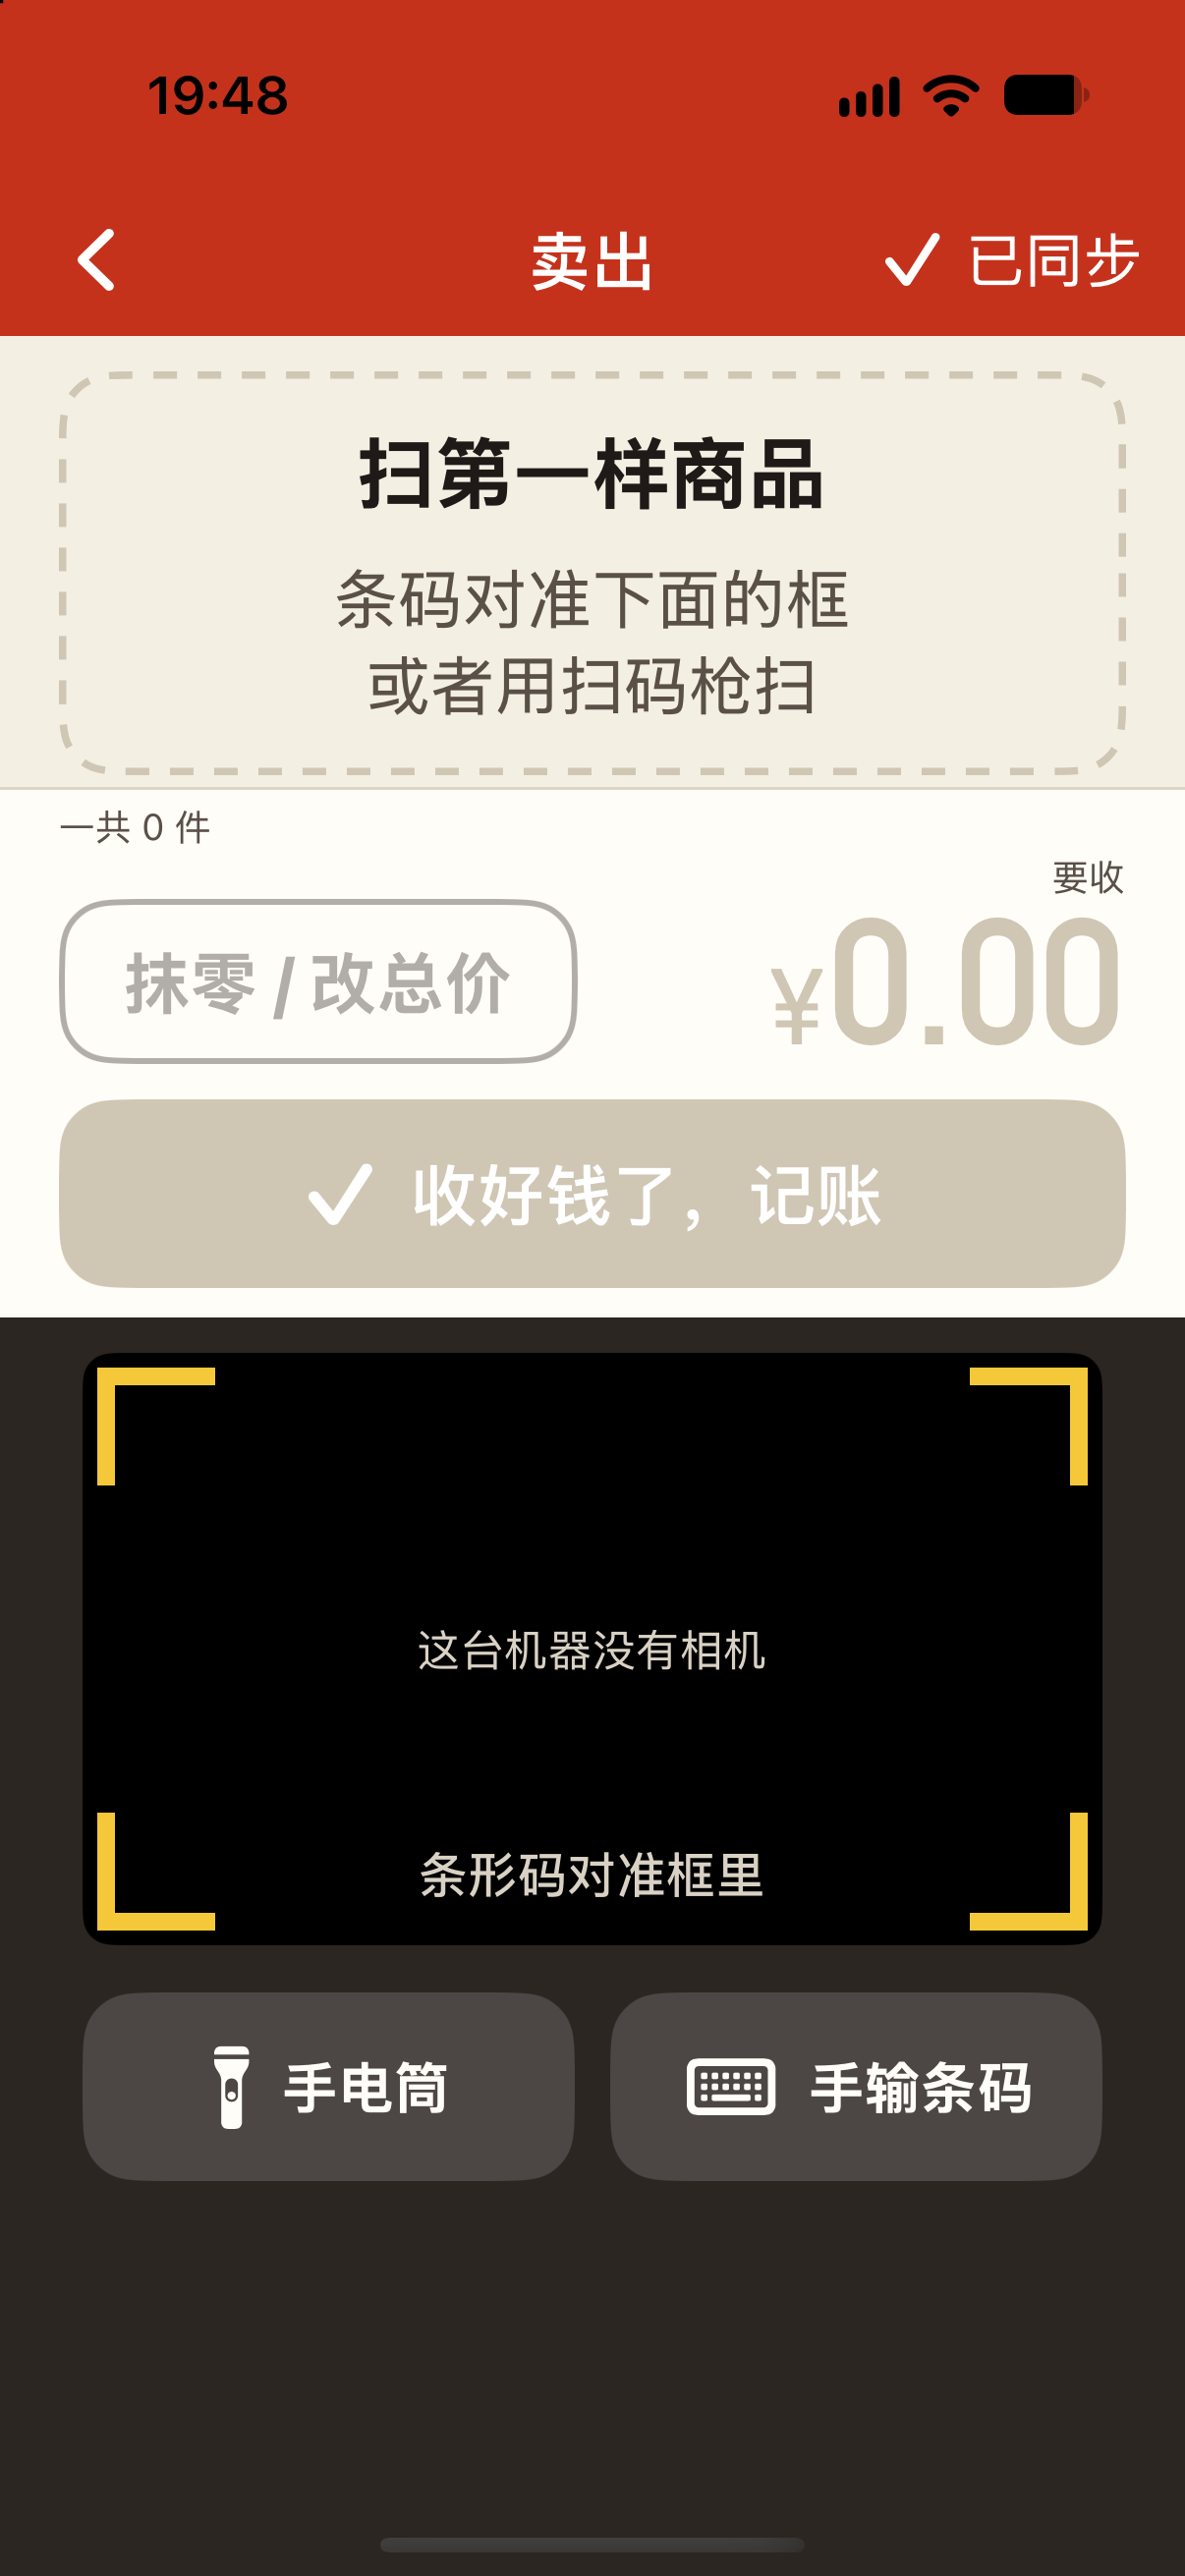 19:48
卖出
已同步
扫第一样商品
条码对准下面的框
或者用扫码枪扫
一共 0 件
要收
抹零 / 改总价
¥0.00
收好钱了，记账
这台机器没有相机
条形码对准框里
手电筒
手输条码